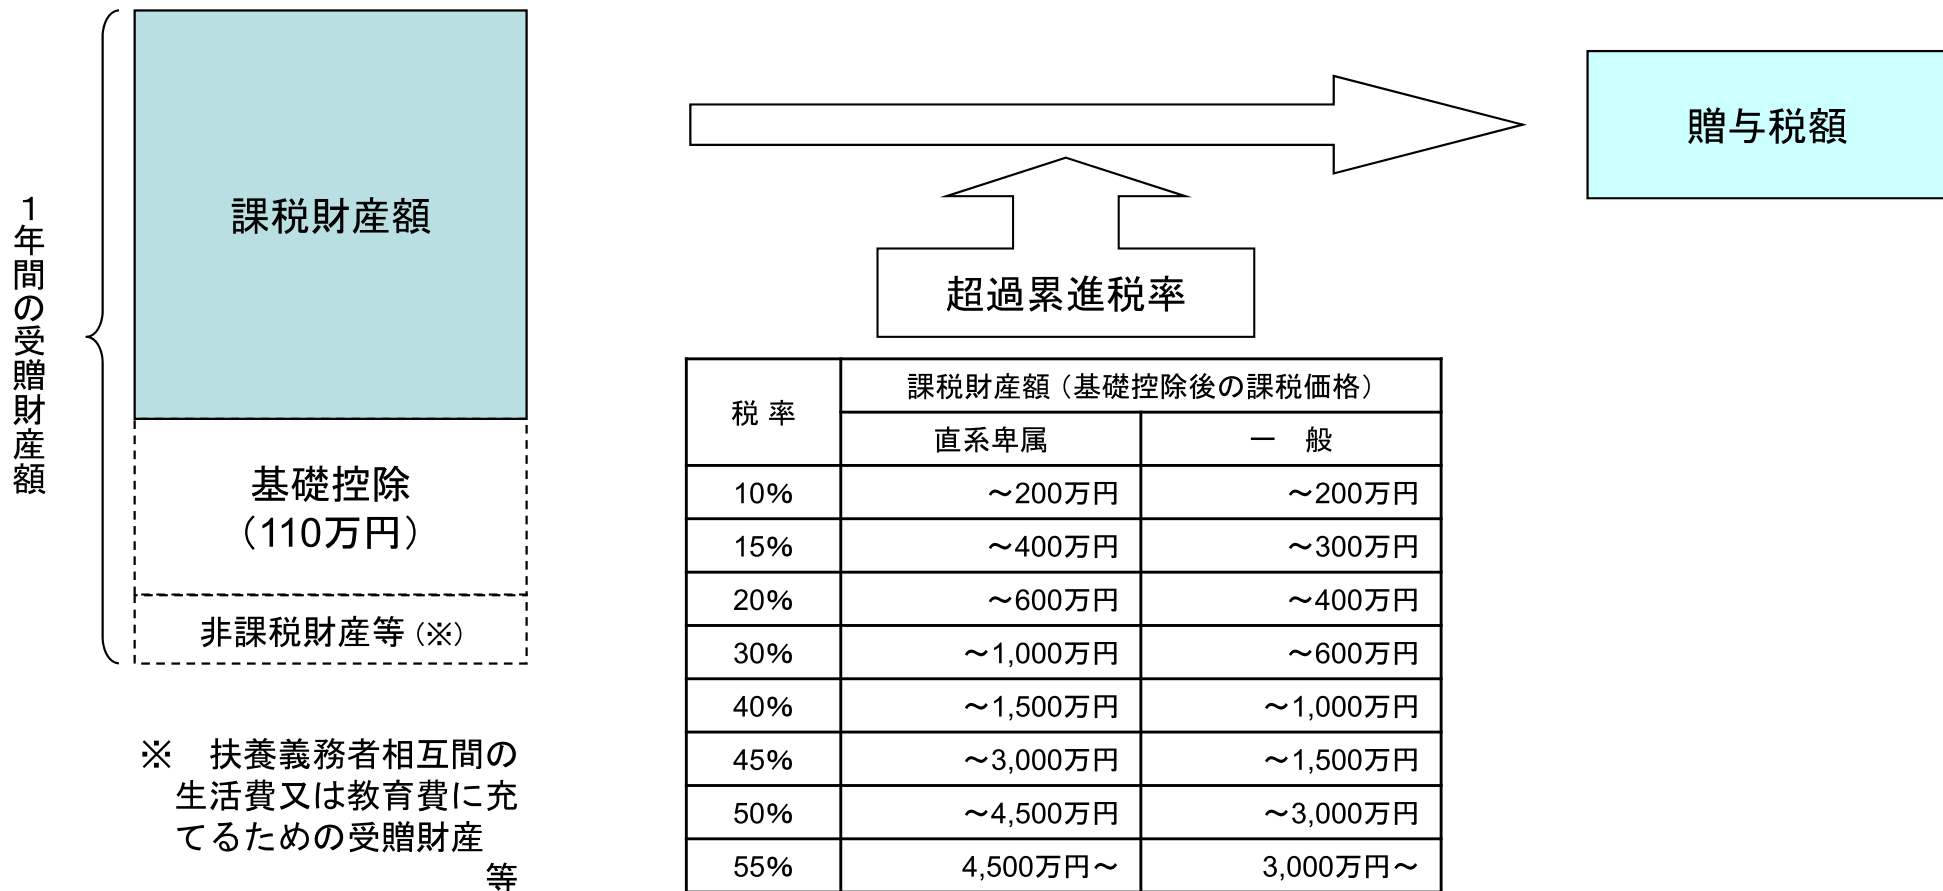 1年間の受贈財産額
課税財産額
基礎控除
（110万円）
非課税財産等（※）
※　扶養義務者相互間の
生活費又は教育費に充
てるための受贈財産
等
贈与税額
超過累進税率
税 率
課税財産額（基礎控除後の課税価格）
直系卑属 一　般
10% ～200万円 ～200万円
15% ～400万円 ～300万円
20% ～600万円 ～400万円
30% ～1,000万円 ～600万円
40% ～1,500万円 ～1,000万円
45% ～3,000万円 ～1,500万円
50% ～4,500万円 ～3,000万円
55% 4,500万円～ 3,000万円～